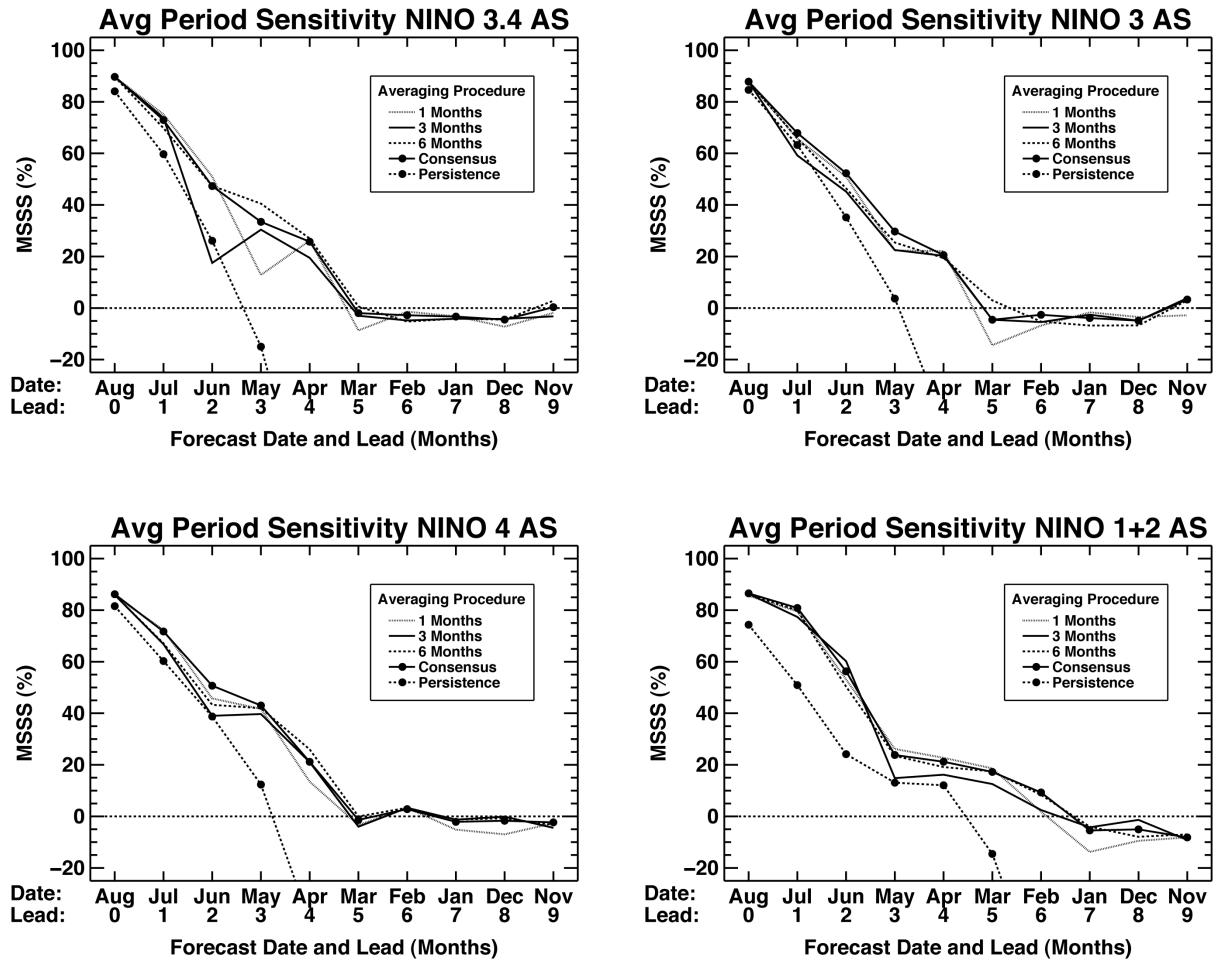 Avg Period Sensitivity NINO 3.4 AS
MSSS (%)
100
80
60
40
20
0
−20
Averaging Procedure
1 Months
3 Months
6 Months
Consensus
Persistence
Date: Aug Jul Jun May Apr Mar Feb Jan Dec Nov
Lead: 0 1 2 3 4 5 6 7 8 9
Forecast Date and Lead (Months)
Avg Period Sensitivity NINO 3 AS
MSSS (%)
100
80
60
40
20
0
−20
Averaging Procedure
1 Months
3 Months
6 Months
Consensus
Persistence
Date: Aug Jul Jun May Apr Mar Feb Jan Dec Nov
Lead: 0 1 2 3 4 5 6 7 8 9
Forecast Date and Lead (Months)
Avg Period Sensitivity NINO 4 AS
MSSS (%)
100
80
60
40
20
0
−20
Averaging Procedure
1 Months
3 Months
6 Months
Consensus
Persistence
Date: Aug Jul Jun May Apr Mar Feb Jan Dec Nov
Lead: 0 1 2 3 4 5 6 7 8 9
Forecast Date and Lead (Months)
Avg Period Sensitivity NINO 1+2 AS
MSSS (%)
100
80
60
40
20
0
−20
Averaging Procedure
1 Months
3 Months
6 Months
Consensus
Persistence
Date: Aug Jul Jun May Apr Mar Feb Jan Dec Nov
Lead: 0 1 2 3 4 5 6 7 8 9
Forecast Date and Lead (Months)